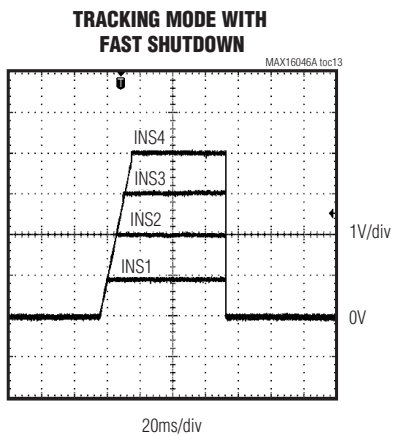 TRACKING MODE WITH
FAST SHUTDOWN
MAX16046A toc13
T
INS4
INS3
INS2
1V/div
INS1
0V
20ms/div